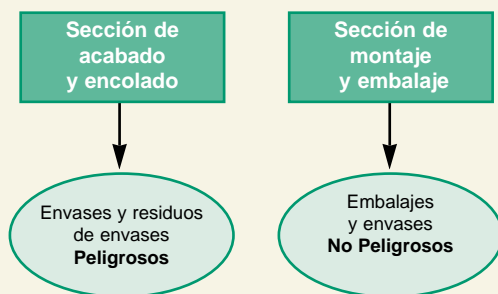 Sección de
acabado
y encolado
Sección de
montaje
y embalaje
Envases y residuos
de envases
Peligrosos
Embalajes
y envases
No Peligrosos